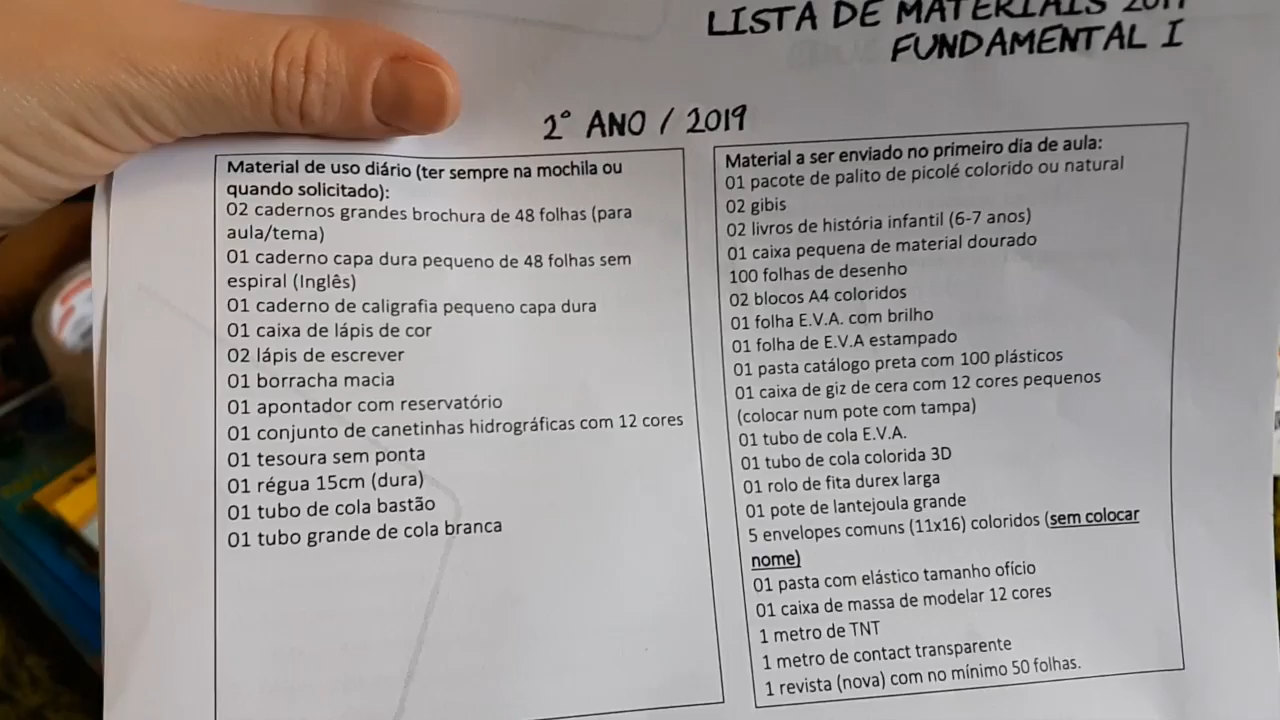 LISTA DE MATERIAIS 2019
FUNDAMENTAL I
2° ANO / 2019
Material de uso diário (ter sempre na mochila ou
quando solicitado):
02 cadernos grandes brochura de 48 folhas (para
aula/tema)
01 caderno capa dura pequeno de 48 folhas sem
espiral (Inglês)
01 caderno de caligrafia pequeno capa dura
01 caixa de lápis de cor
02 lápis de escrever
01 borracha macia
01 apontador com reservatório
01 conjunto de canetinhas hidrográficas com 12 cores
01 tesoura sem ponta
01 régua 15cm (dura)
01 tubo de cola bastão
01 tubo grande de cola branca
Material a ser enviado no primeiro dia de aula:
01 pacote de palito de picolé colorido ou natural
02 gibis
02 livros de história infantil (6-7 anos)
01 caixa pequena de material dourado
100 folhas de desenho
02 blocos A4 coloridos
01 folha E.V.A. com brilho
01 folha de E.V.A estampado
01 pasta catálogo preta com 100 plásticos
01 caixa de giz de cera com 12 cores pequenos
(colocar num pote com tampa)
01 tubo de cola E.V.A.
01 tubo de cola colorida 3D
01 rolo de fita durex larga
01 pote de lantejoula grande
5 envelopes comuns (11x16) coloridos (sem colocar
nome)
01 pasta com elástico tamanho ofício
01 caixa de massa de modelar 12 cores
1 metro de TNT
1 metro de contact transparente
1 revista (nova) com no mínimo 50 folhas.